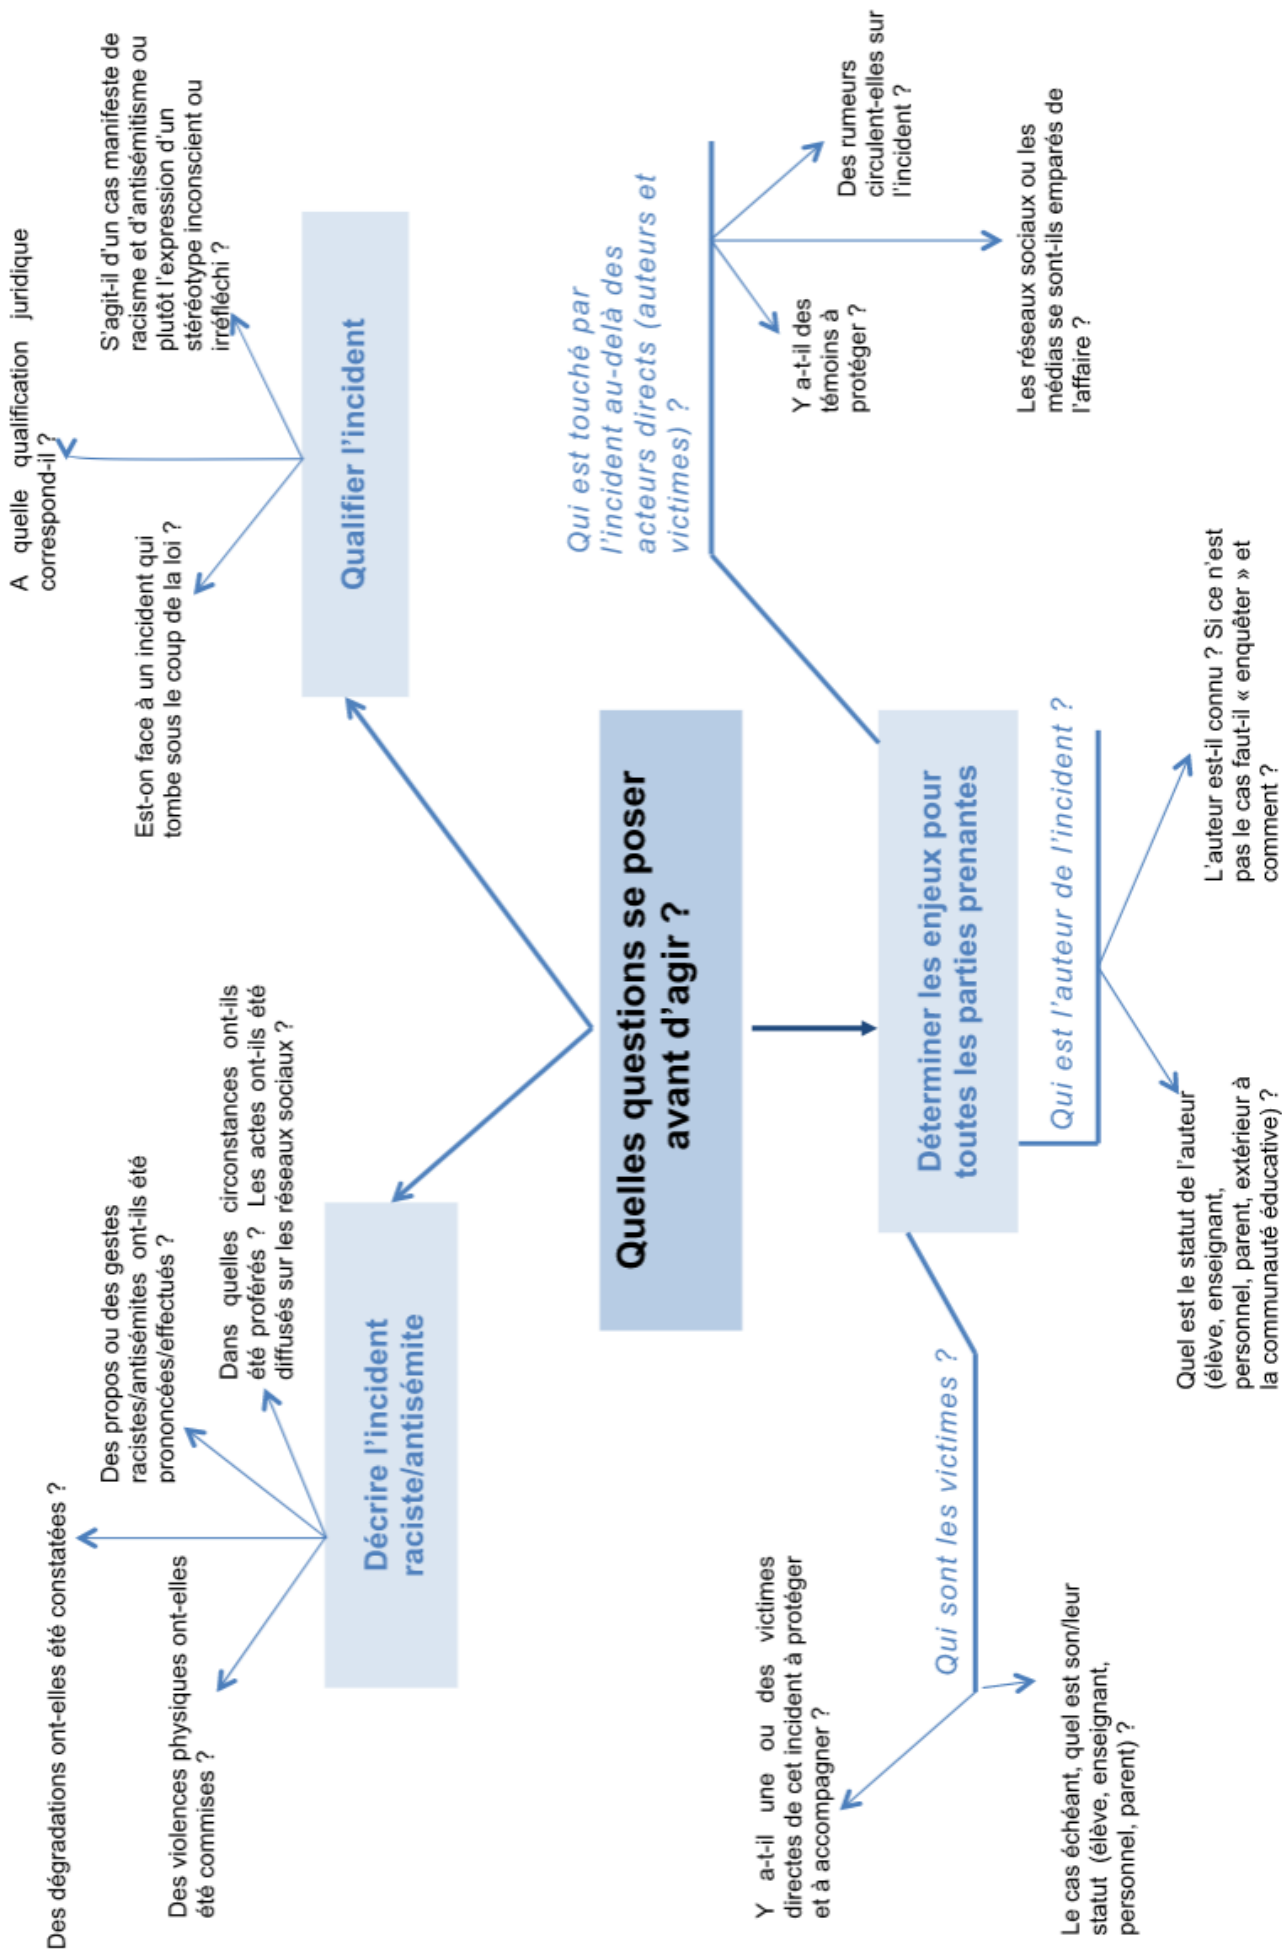 Des dégradations ont-elles été constatées ?
Des violences physiques ont-elles
été commises ?
Des propos ou des gestes
racistes/antisémites ont-ils été
prononcées/effectués ?
Dans quelles circonstances ont-ils
été proférés ? Les actes ont-ils été
diffusés sur les réseaux sociaux ?
Décrire l'incident
raciste/antisémite
A quelle qualification juridique
correspond-il ?
Est-on face à un incident qui
tombe sous le coup de la loi ?
S'agit-il d'un cas manifeste de
racisme et d'antisémitisme ou
plutôt l'expression d'un
stéréotype inconscient ou
irréfléchi ?
Qualifier l'incident
Quelles questions se poser
avant d'agir ?
Déterminer les enjeux pour
toutes les parties prenantes
Qui sont les victimes ?
Y a-t-il une ou des victimes
directes de cet incident à protéger
et à accompagner ?
Le cas échéant, quel est son/leur
statut (élève, enseignant,
personnel, parent) ?
Qui est l'auteur de l'incident ?
Quel est le statut de l'auteur
(élève, enseignant,
personnel, parent, extérieur à
la communauté éducative) ?
L'auteur est-il connu ? Si ce n'est
pas le cas faut-il « enquêter » et
comment ?
Qui est touché par
l'incident au-delà des
acteurs directs (auteurs et
victimes) ?
Y a-t-il des
témoins à
protéger ?
Des rumeurs
circulent-elles sur
l'incident ?
Les réseaux sociaux ou les
médias se sont-ils emparés de
l'affaire ?